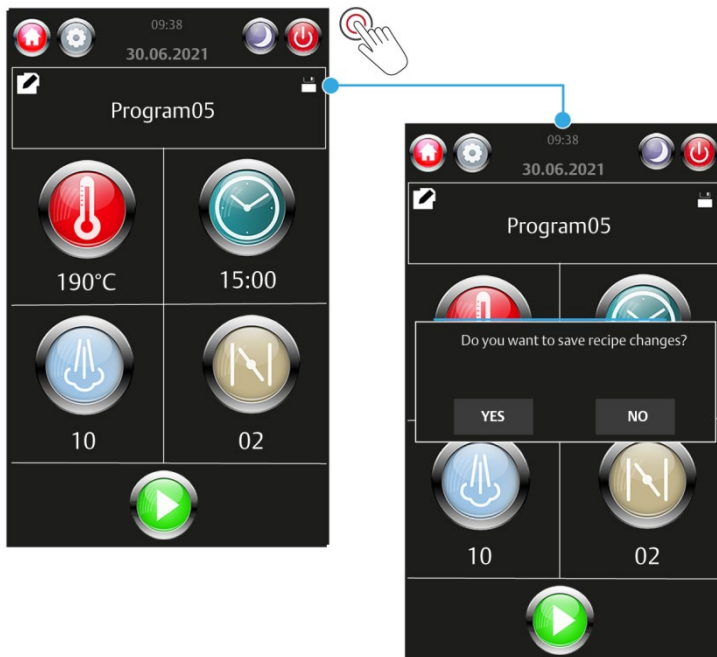 09:38
30.06.2021
Program05
190°C
15:00
10
02
09:38
30.06.2021
Program05
Do you want to save recipe changes?
YES
NO
10
02